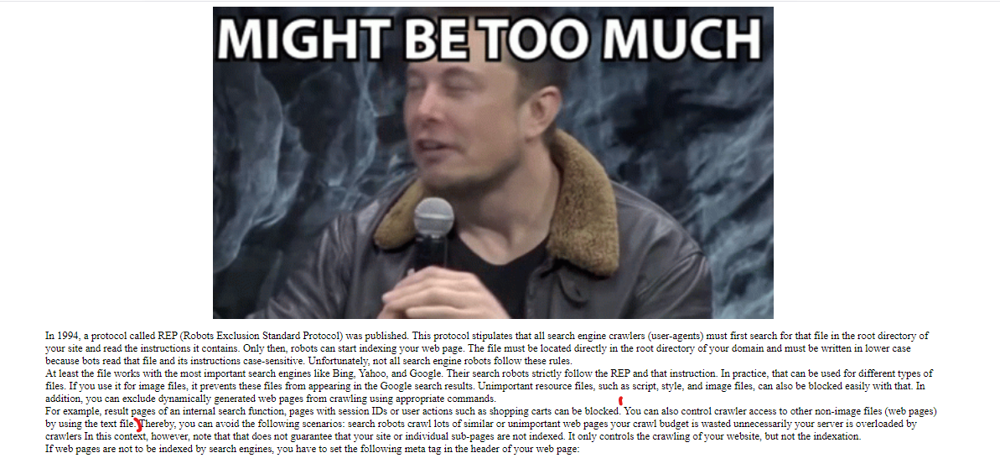 MIGHT BE TOO MUCH
In 1994, a protocol called REP (Robots Exclusion Standard Protocol) was published. This protocol stipulates that all search engine crawlers (user-agents) must first search for that file in the root directory of
your site and read the instructions it contains. Only then, robots can start indexing your web page. The file must be located directly in the root directory of your domain and must be written in lower case
because bots read that file and its instructions case-sensitive. Unfortunately, not all search engine robots follow these rules.
At least the file works with the most important search engines like Bing, Yahoo, and Google. Their search robots strictly follow the REP and that instruction. In practice, that can be used for different types of
files. If you use it for image files, it prevents these files from appearing in the Google search results. Unimportant resource files, such as script, style, and image files, can also be blocked easily with that. In
addition, you can exclude dynamically generated web pages from crawling using appropriate commands.
For example, result pages of an internal search function, pages with session IDs or user actions such as shopping carts can be blocked. You can also control crawler access to other non-image files (web pages)
by using the text file. Thereby, you can avoid the following scenarios: search robots crawl lots of similar or unimportant web pages your crawl budget is wasted unnecessarily your server is overloaded by
crawlers In this context, however, note that that does not guarantee that your site or individual sub-pages are not indexed. It only controls the crawling of your website, but not the indexation.
If web pages are not to be indexed by search engines, you have to set the following meta tag in the header of your web page: